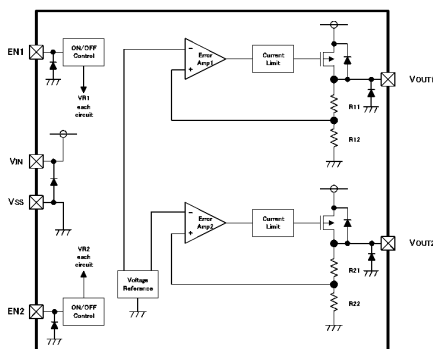 EN1
ON/OFF
Control
VR1
each
circuit
VIN
VSS
VR2
each
circuit
EN2
ON/OFF
Control
Voltage
Reference
-
+
Error
Amp1
Current
Limit
R11
R12
VOUT1
-
+
Error
Amp2
Current
Limit
R21
R22
VOUT2